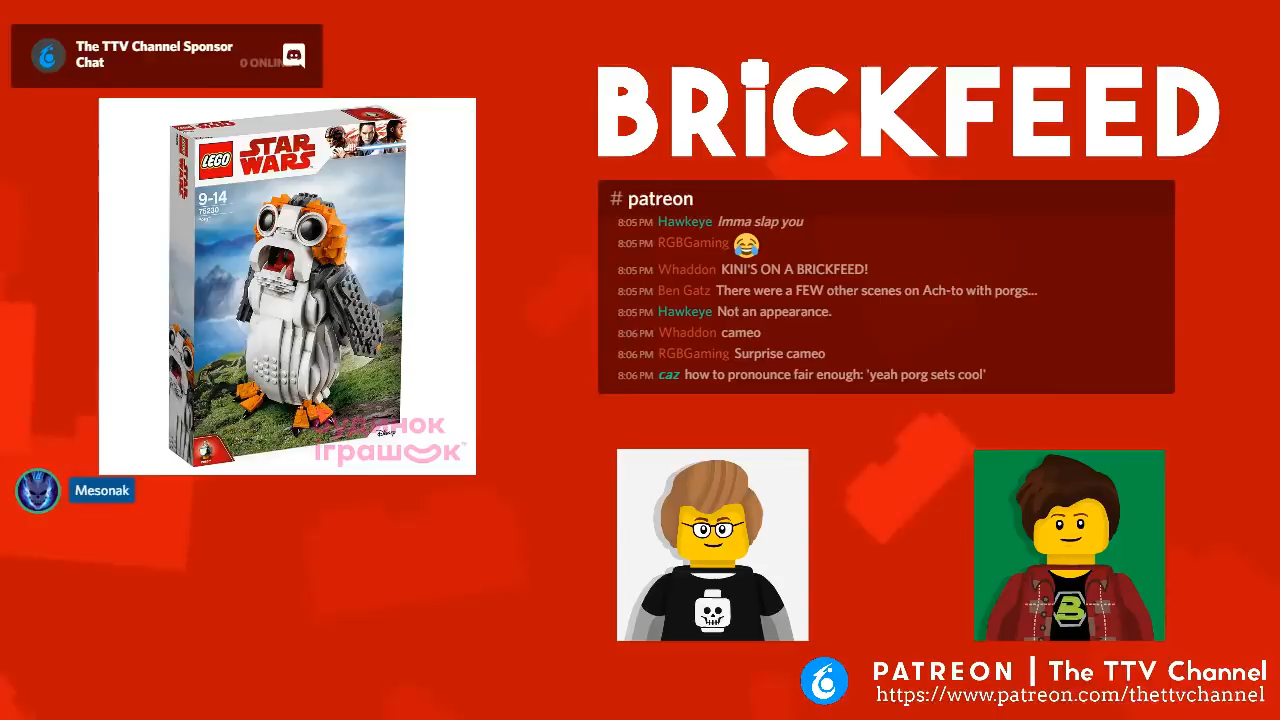 The TTV Channel Sponsor
Chat
0 ONLIN
BRICKFEED
LEGO
STAR
WARS
9-14
75230
Disney
будинок
іграшок
# patreon
8:05 PM Hawkeye Imma slap you
8:05 PM RGBGaming 😂
8:05 PM Whaddon KINI'S ON A BRICKFEED!
8:05 PM Ben Gatz There were a FEW other scenes on Ach-to with porgs...
8:05 PM Hawkeye Not an appearance.
8:06 PM Whaddon cameo
8:06 PM RGBGaming Surprise cameo
8:06 PM caz how to pronounce fair enough: 'yeah porg sets cool'
Mesonak
B
PATREON | The TTV Channel
https://www.patreon.com/thettvchannel